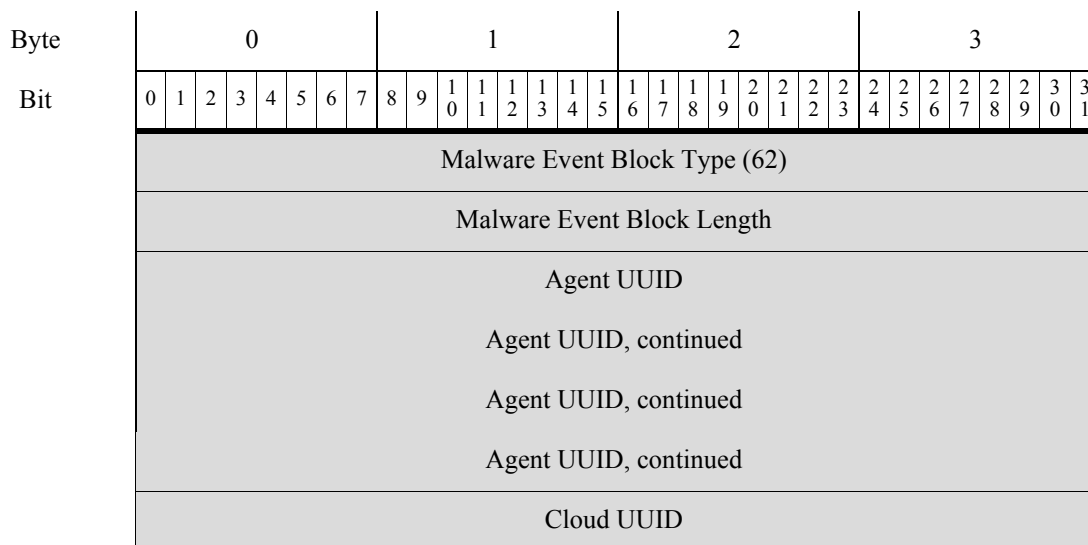 Byte 0 1 2 3
Bit 0 1 2 3 4 5 6 7 8 9 10 11 12 13 14 15 16 17 18 19 20 21 22 23 24 25 26 27 28 29 30 31
Malware Event Block Type (62)
Malware Event Block Length
Agent UUID
Agent UUID, continued
Agent UUID, continued
Agent UUID, continued
Cloud UUID